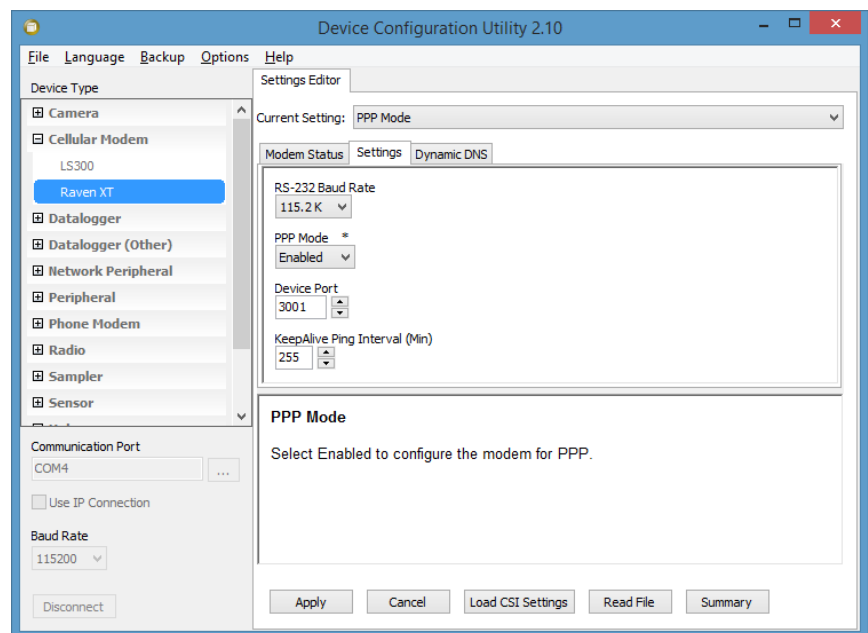 Device Configuration Utility 2.10
File Language Backup Options Help
Device Type
Camera
Cellular Modem
LS300
Raven XT
Datalogger
Datalogger (Other)
Network Peripheral
Peripheral
Phone Modem
Radio
Sampler
Sensor
Communication Port
COM4
...
Use IP Connection
Baud Rate
115200
Disconnect
Settings Editor
Current Setting: PPP Mode
Modem Status Settings Dynamic DNS
RS-232 Baud Rate
115.2 K
PPP Mode *
Enabled
Device Port
3001
KeepAlive Ping Interval (Min)
255
PPP Mode
Select Enabled to configure the modem for PPP.
Apply Cancel Load CSI Settings Read File Summary